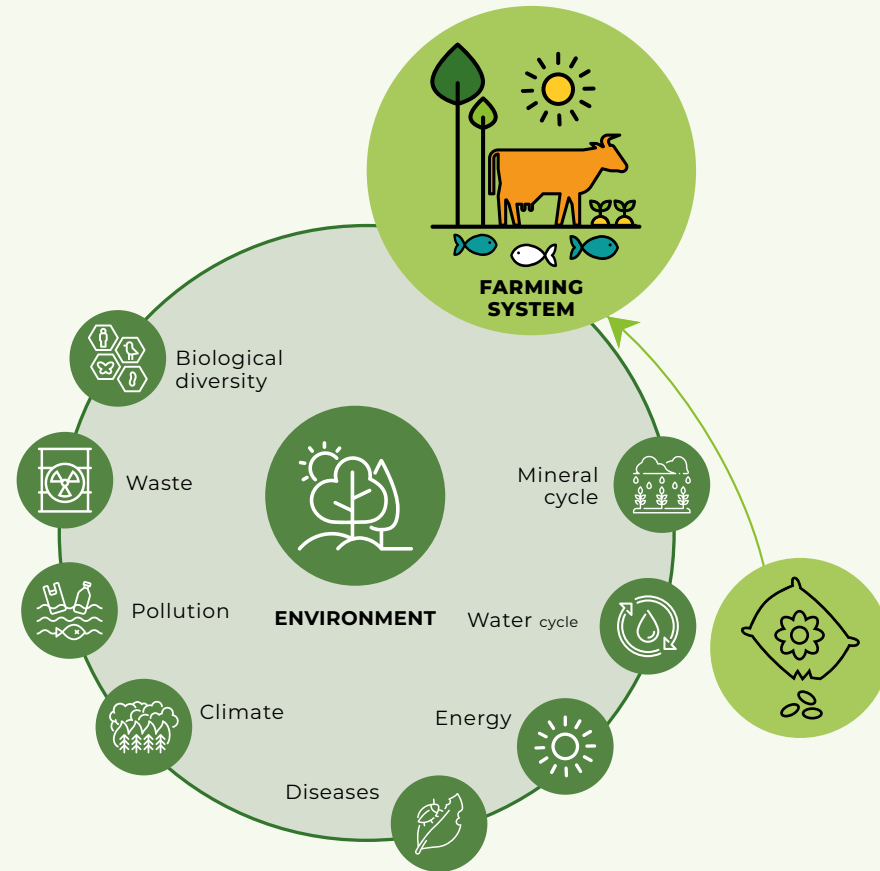 FARMING
SYSTEM
Biological
diversity
Waste
Mineral
cycle
Pollution
ENVIRONMENT
Water cycle
Climate
Energy
Diseases